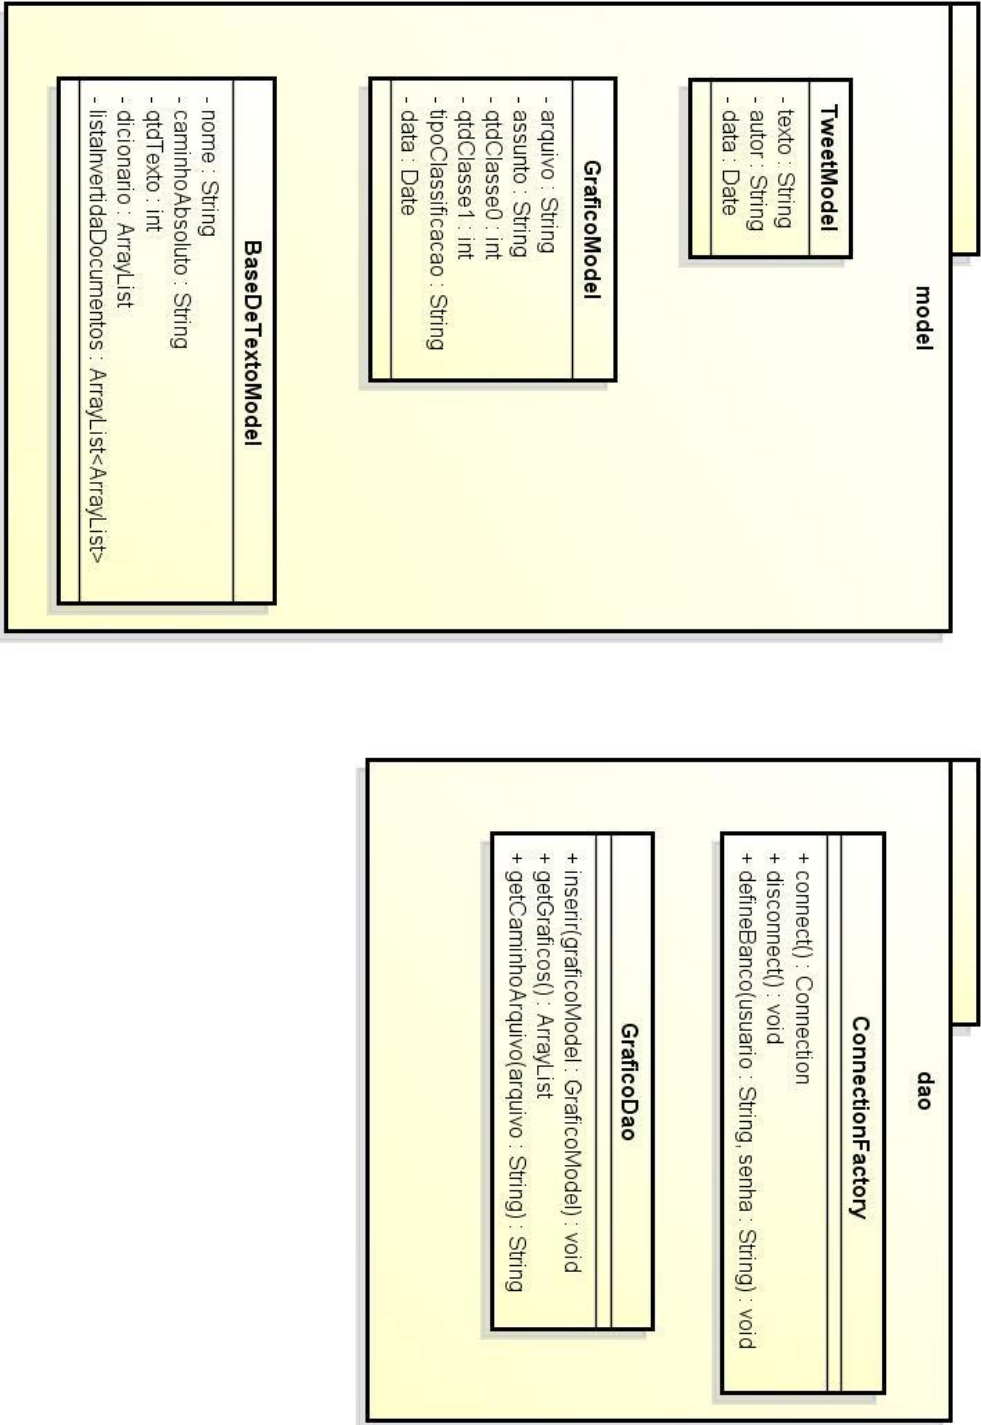 model
TweetModel
- texto : String
- autor : String
- data : Date
GraficoModel
- arquivo : String
- assunto : String
- qtdClasse0 : int
- qtdClasse1 : int
- tipoClassificacao : String
- data : Date
BaseDeTextoModel
- nome : String
- caminhoAbsoluto : String
- qtdTexto : int
- dicionario : ArrayList
- listaInvertidaDocumentos : ArrayList<ArrayList>
dao
ConnectionFactory
+ connect() : Connection
+ disconnect() : void
+ defineBanco(usuario : String, senha : String) : void
GraficoDao
+ inserir(graficoModel : GraficoModel) : void
+ getGraficos() : ArrayList
+ getCaminhoArquivo(arquivo : String) : String